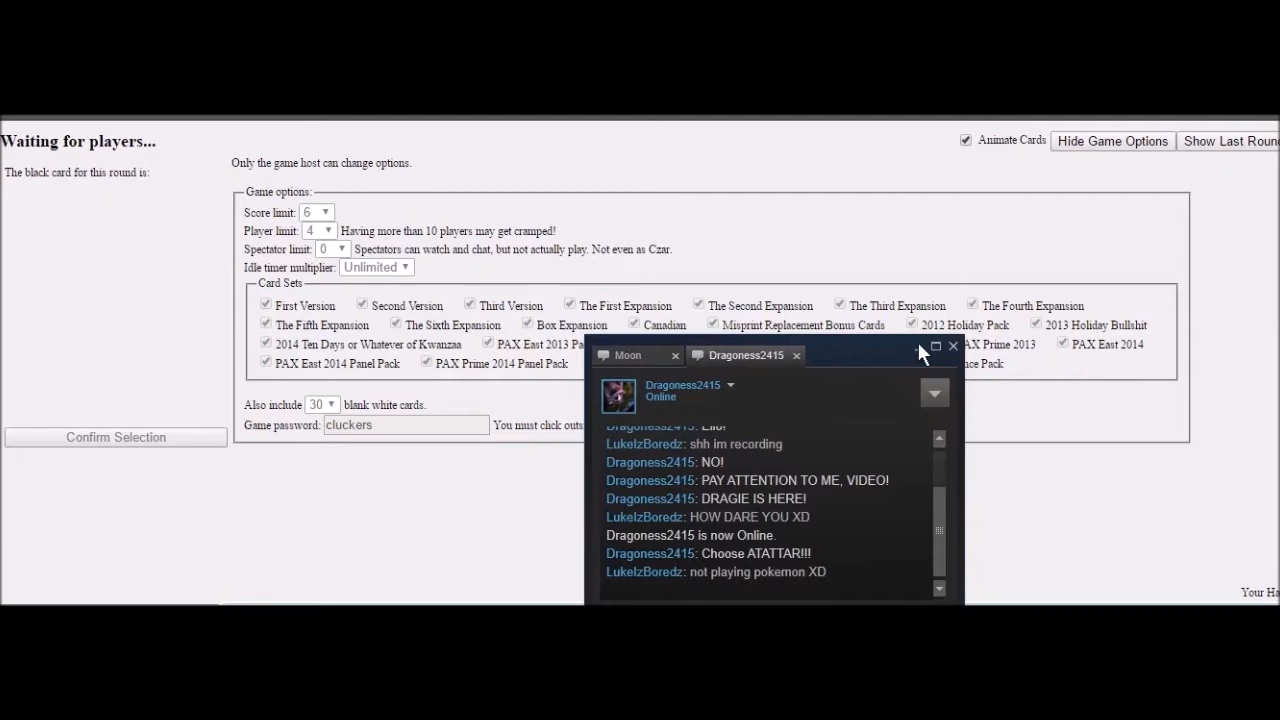 Waiting for players...
Animate Cards Hide Game Options Show Last Roun
The black card for this round is:
Only the game host can change options.
Game options:
Score limit: 6
Player limit: 4 Having more than 10 players may get cramped!
Spectator limit: 0 Spectators can watch and chat, but not actually play. Not even as Czar.
Idle timer multiplier: Unlimited
Card Sets
First Version Second Version Third Version The First Expansion The Second Expansion The Third Expansion The Fourth Expansion
The Fifth Expansion The Sixth Expansion Box Expansion Canadian Misprint Replacement Bonus Cards 2012 Holiday Pack 2013 Holiday Bullshit
2014 Ten Days or Whatever of Kwanzaa PAX East 2013 Pa X Prime 2013 PAX East 2014
PAX East 2014 Panel Pack PAX Prime 2014 Panel Pack nce Pack
Also include 30 blank white cards.
Game password: cluckers You must click outs
Confirm Selection
Moon Dragoness2415
Dragoness2415
Online
Dragoness2415: Ello!
LukeIzBoredz: shh im recording
Dragoness2415: NO!
Dragoness2415: PAY ATTENTION TO ME, VIDEO!
Dragoness2415: DRAGIE IS HERE!
LukeIzBoredz: HOW DARE YOU XD
Dragoness2415 is now Online.
Dragoness2415: Choose ATATTAR!!!
LukeIzBoredz: not playing pokemon XD
Your Ha